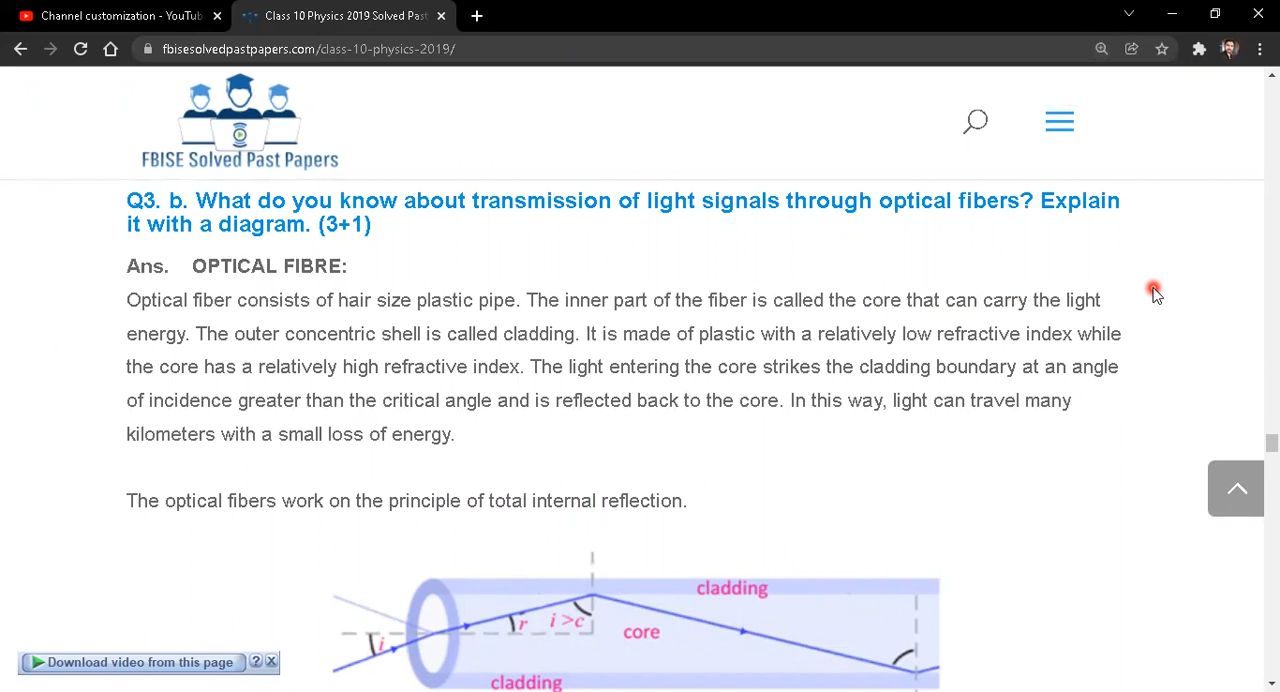 Channel customization - YouTub
Class 10 Physics 2019 Solved Past
fbisesolvedpastpapers.com/class-10-physics-2019/
FBISE Solved Past Papers
Q3. b. What do you know about transmission of light signals through optical fibers? Explain
it with a diagram. (3+1)
Ans. OPTICAL FIBRE:
Optical fiber consists of hair size plastic pipe. The inner part of the fiber is called the core that can carry the light
energy. The outer concentric shell is called cladding. It is made of plastic with a relatively low refractive index while
the core has a relatively high refractive index. The light entering the core strikes the cladding boundary at an angle
of incidence greater than the critical angle and is reflected back to the core. In this way, light can travel many
kilometers with a small loss of energy.
The optical fibers work on the principle of total internal reflection.
cladding
r i >c
core
i
cladding
Download video from this page ? X